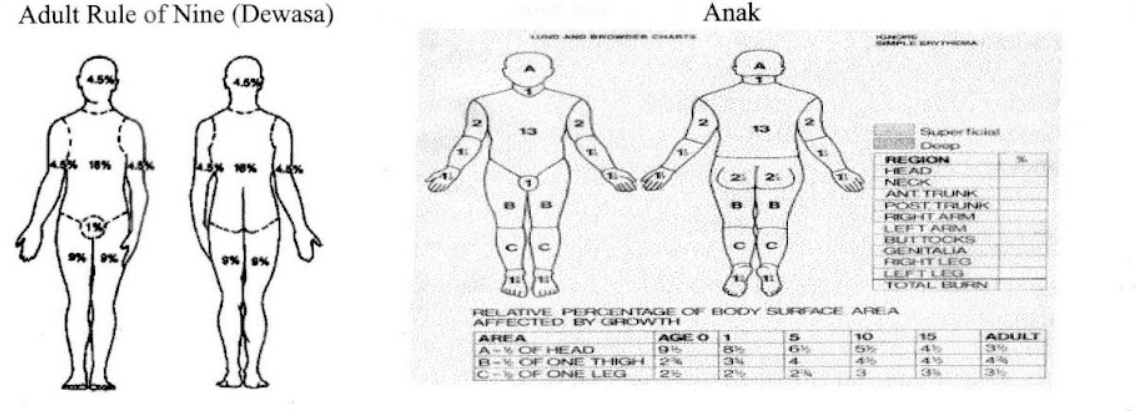 Adult Rule of Nine (Dewasa)
4.5%
4.5%
4.5% 18% 4.5%
4.5% 18% 4.5%
1%
9% 9%
9% 9%
Anak
LUND AND BROWDER CHARTS
IGNORE
SIMPLE ERYTHEMA
A
1
2 13 2
1½ 1½
1½ 1½
1
B B
C C
1¾ 1¾
A
1
2 13 2
1½ 1½
1½ 1½
2½ 2½
B B
C C
1¾ 1¾
Superficial
Deep
REGION %
HEAD
NECK
ANT. TRUNK
POST. TRUNK
RIGHT ARM
LEFT ARM
BUTTOCKS
GENITALIA
RIGHT LEG
LEFT LEG
TOTAL BURN
RELATIVE PERCENTAGE OF BODY SURFACE AREA
AFFECTED BY GROWTH
AREA AGE 0 1 5 10 15 ADULT
A - ½ OF HEAD 9½ 8½ 6½ 5½ 4½ 3½
B - ½ OF ONE THIGH 2¾ 3¼ 4 4½ 4½ 4¾
C - ½ OF ONE LEG 2½ 2½ 2¾ 3 3¼ 3½